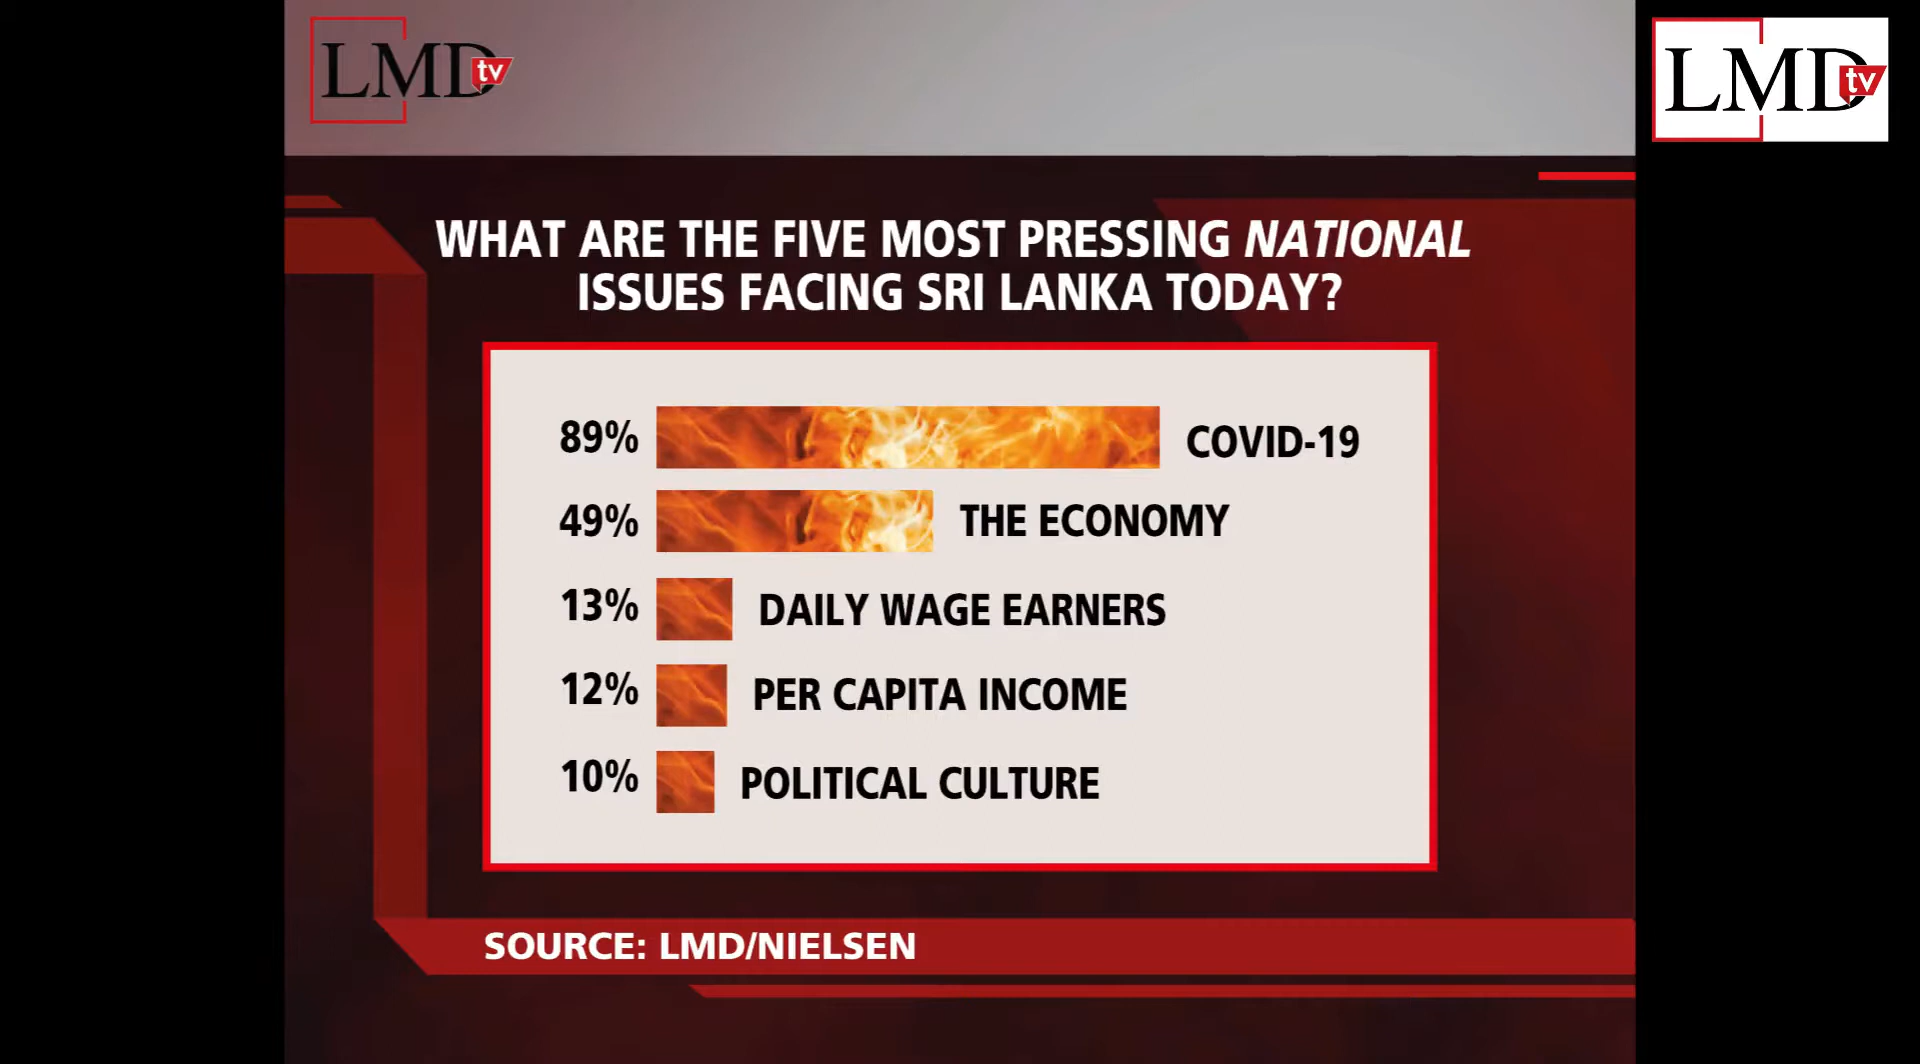 LMD tv
LMD tv
WHAT ARE THE FIVE MOST PRESSING NATIONAL
ISSUES FACING SRI LANKA TODAY?
89% COVID-19
49% THE ECONOMY
13% DAILY WAGE EARNERS
12% PER CAPITA INCOME
10% POLITICAL CULTURE
SOURCE: LMD/NIELSEN